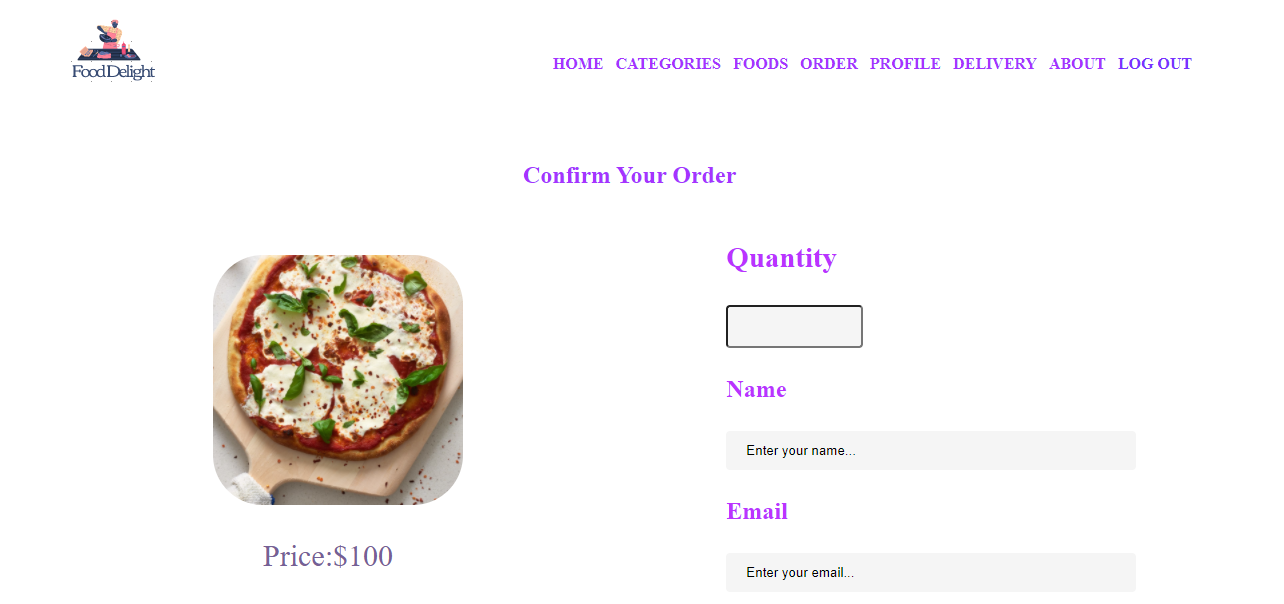 FoodDelight
HOME CATEGORIES FOODS ORDER PROFILE DELIVERY ABOUT LOG OUT
Confirm Your Order
Quantity
Name
Enter your name...
Email
Enter your email...
Price:$100